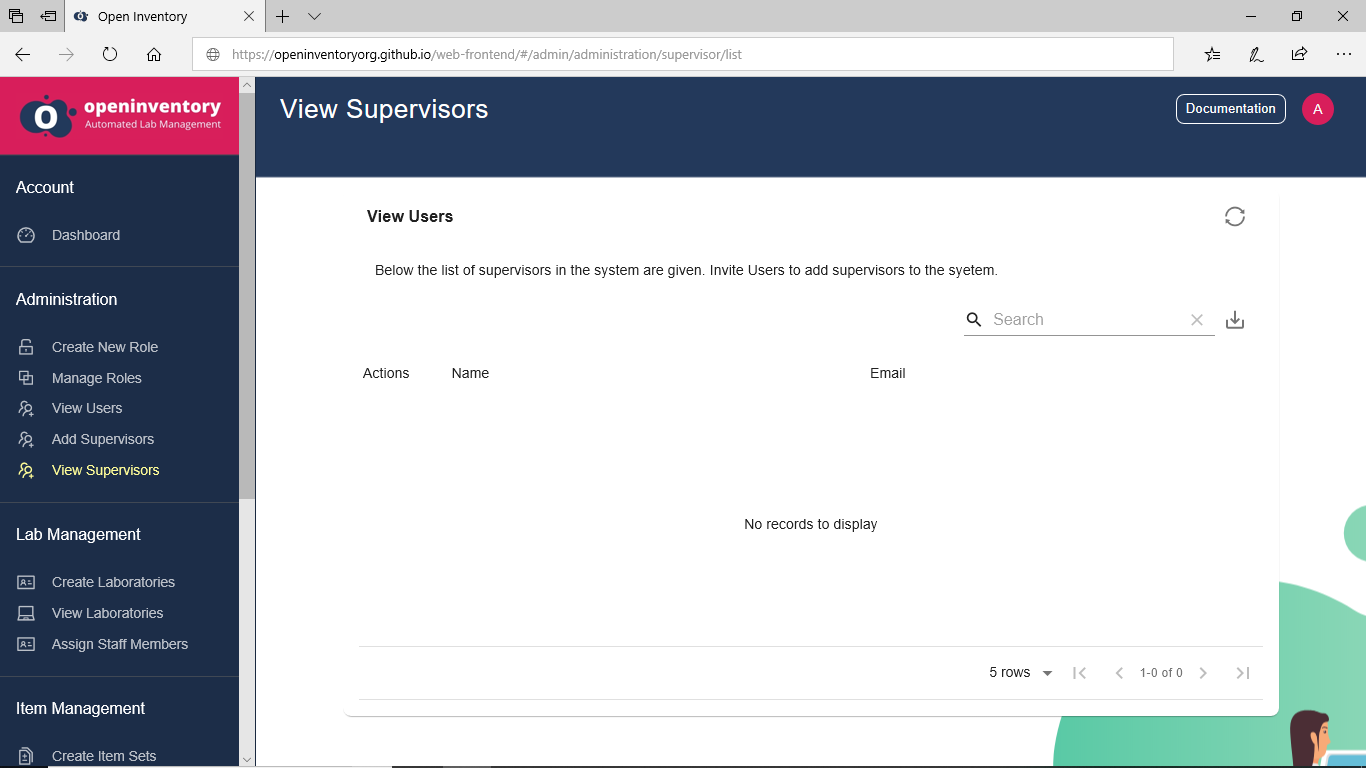 Open Inventory
https://openinventoryorg.github.io/web-frontend/#/admin/administration/supervisor/list
openinventory
Automated Lab Management
View Supervisors
Documentation
A
Account
Dashboard
Administration
Create New Role
Manage Roles
View Users
Add Supervisors
View Supervisors
Lab Management
Create Laboratories
View Laboratories
Assign Staff Members
Item Management
Create Item Sets
View Users
Below the list of supervisors in the system are given. Invite Users to add supervisors to the syetem.
Search
Actions Name Email
No records to display
5 rows 1-0 of 0